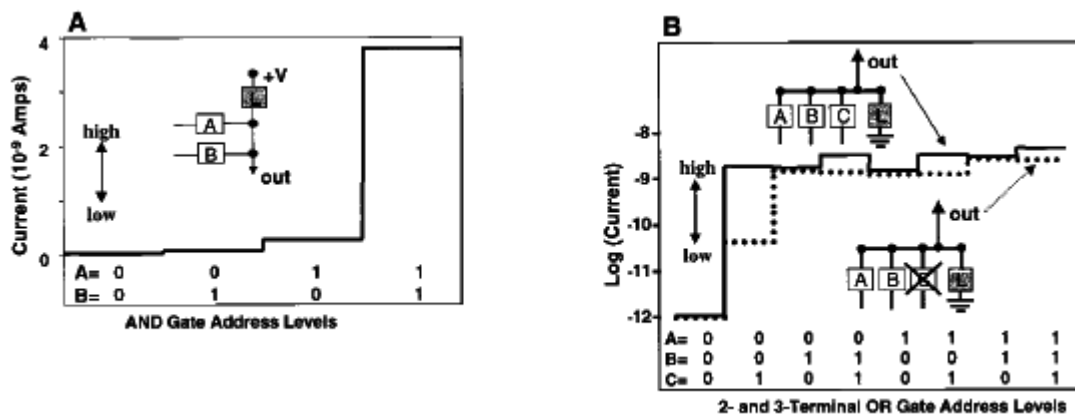 A
Current (10⁻⁹ Amps)
4
2
0
high
low
+V
L
A
B
out
A= 0 0 1 1
B= 0 1 0 1
AND Gate Address Levels
B
Log (Current)
-8
-9
-10
-11
-12
high
low
out
A B C L
out
A B L
A= 0 0 0 0 1 1 1 1
B= 0 0 1 1 0 0 1 1
C= 0 1 0 1 0 1 0 1
2- and 3-Terminal OR Gate Address Levels